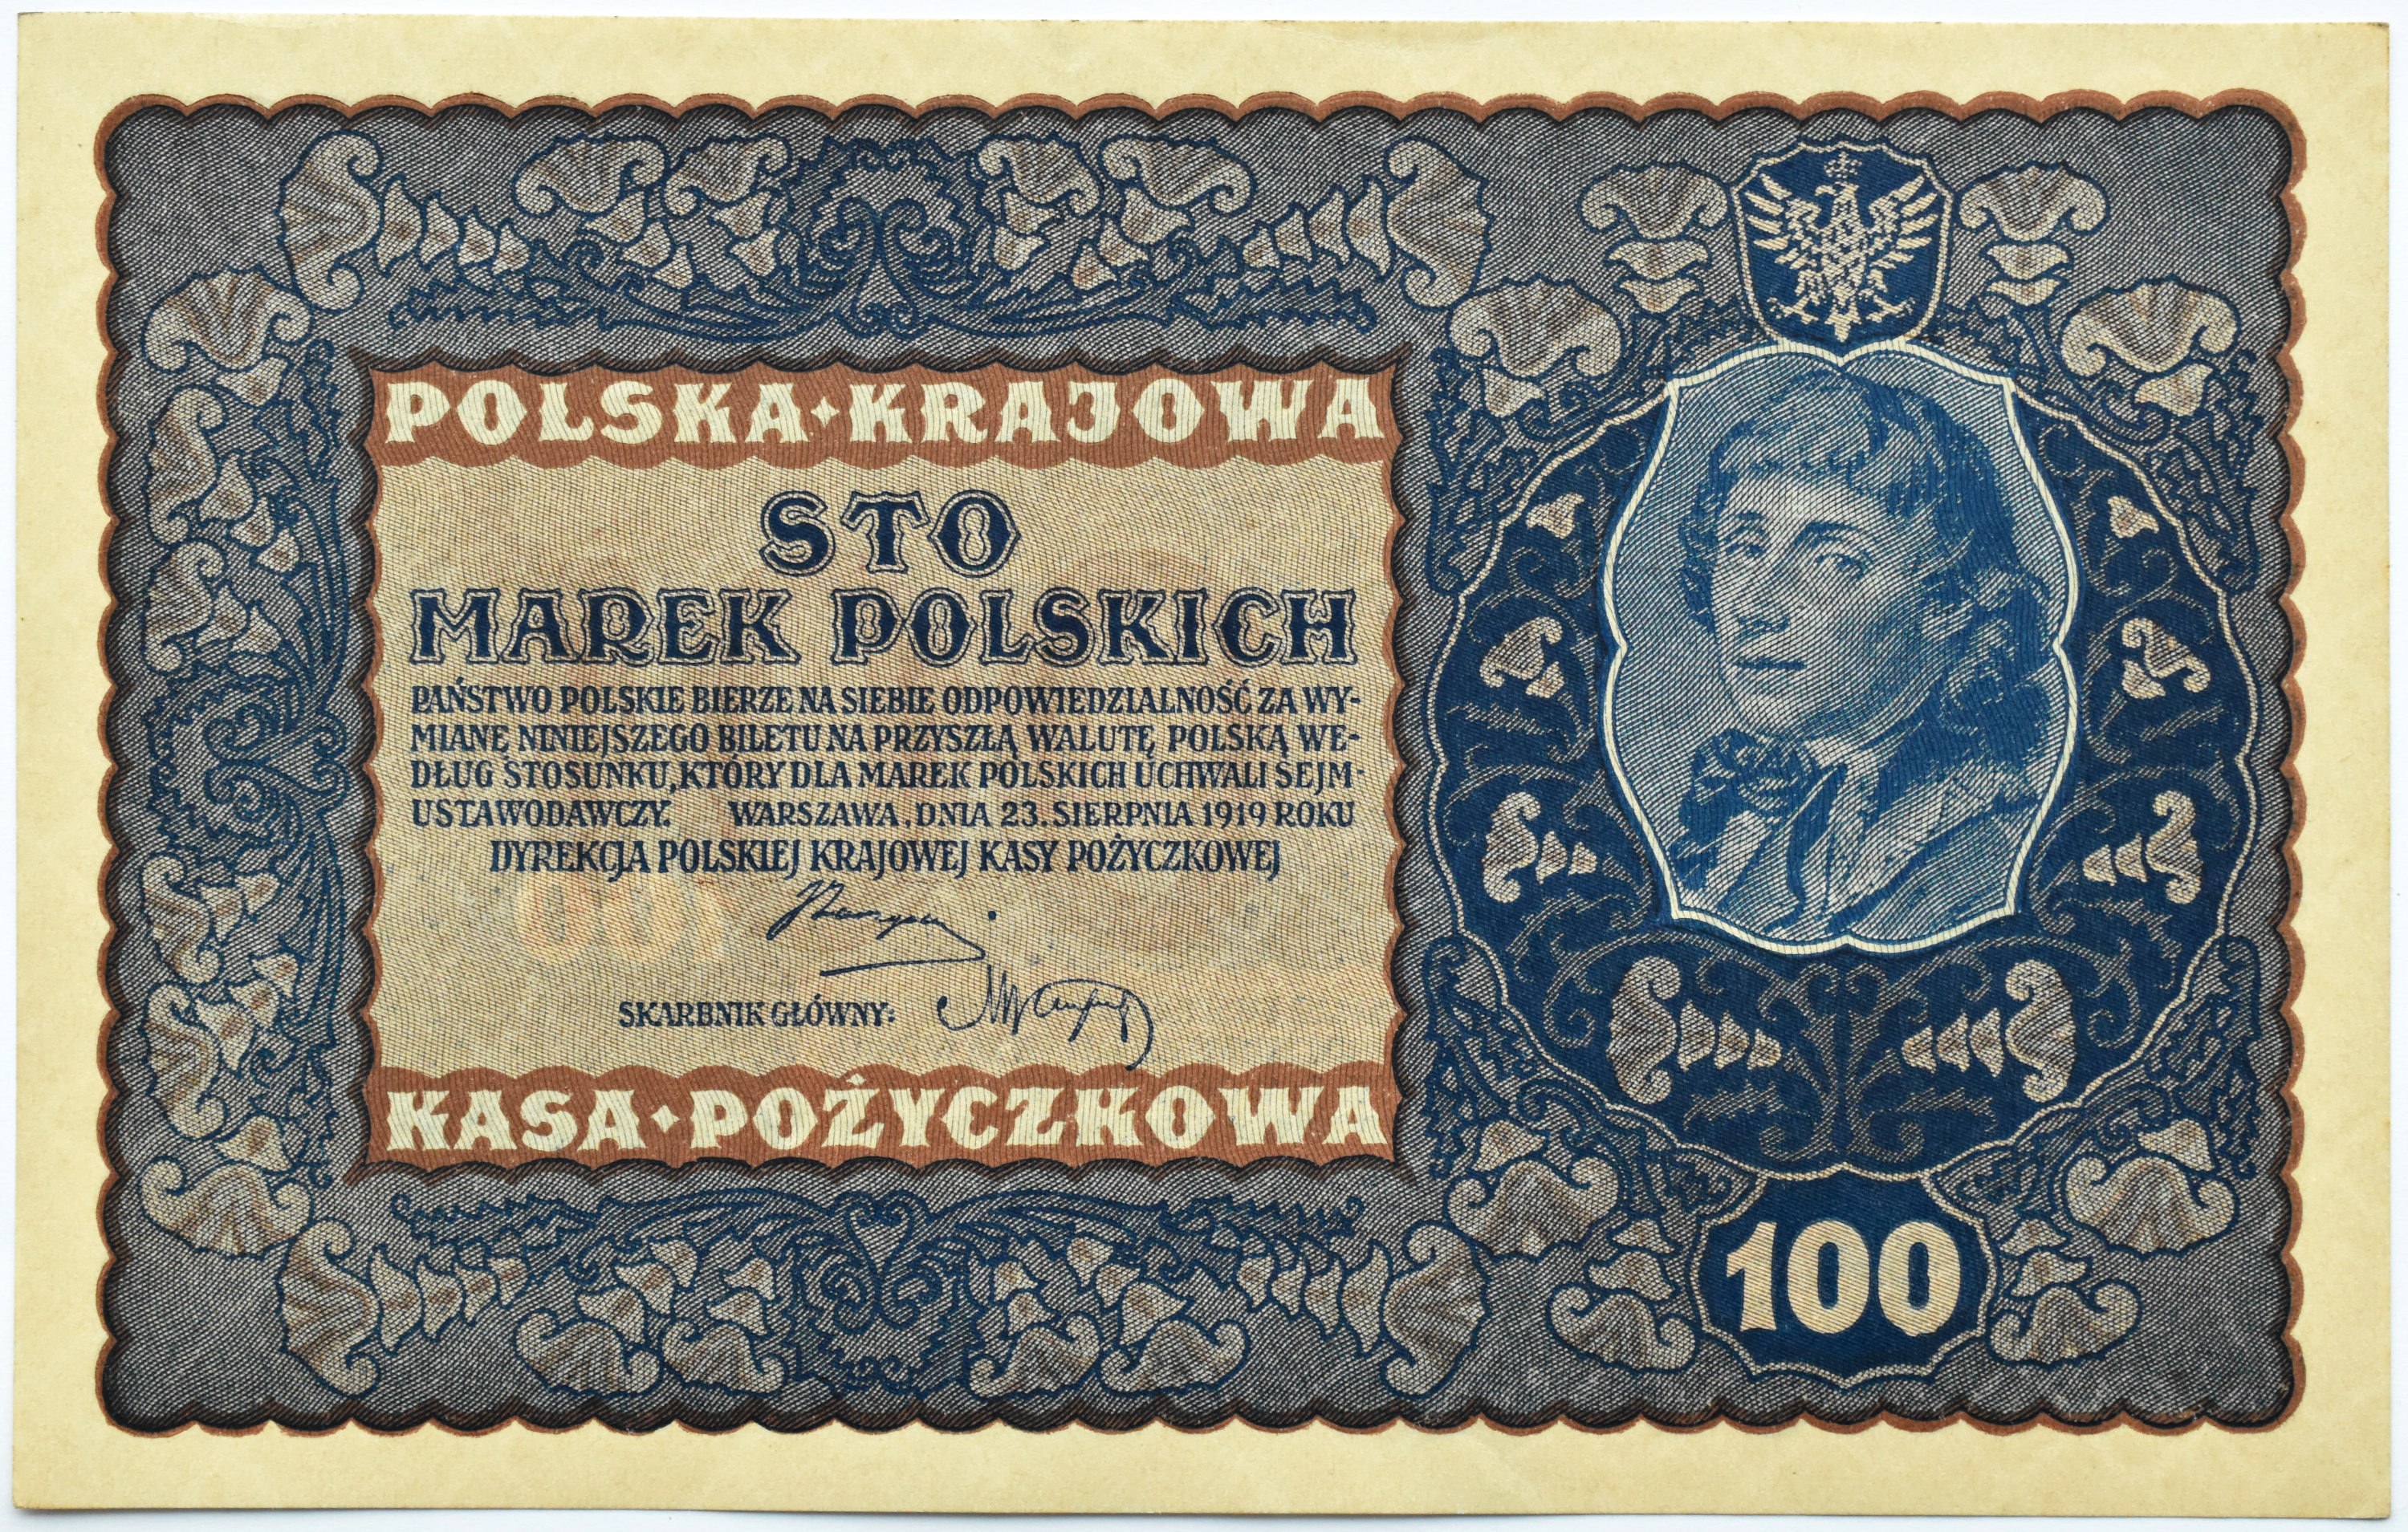 POLSKA·KRAJOWA
STO
MAREK POLSKICH
PAŃSTWO POLSKIE BIERZE NA SIEBIE ODPOWIEDZIALNOŚĆ ZA WY-
MIANĘ NINIEJSZEGO BILETU NA PRZYSZŁĄ WALUTĘ POLSKĄ WE-
DŁUG STOSUNKU, KTÓRY DLA MAREK POLSKICH UCHWALI SEJM-
USTAWODAWCZY. WARSZAWA, DNIA 23. SIERPNIA 1919 ROKU
DYREKCJA POLSKIEJ KRAJOWEJ KASY POŻYCZKOWEJ
SKARBNIK GŁÓWNY:
KASA·POŻYCZKOWA
100